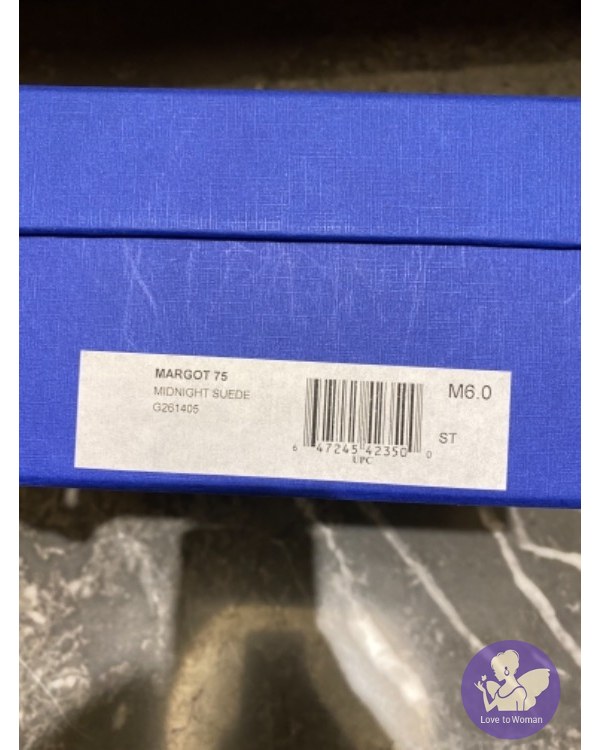 MARGOT 75
MIDNIGHT SUEDE
G261405
M6.0
ST
6 47245 42350 0
UPC
Love to Woman